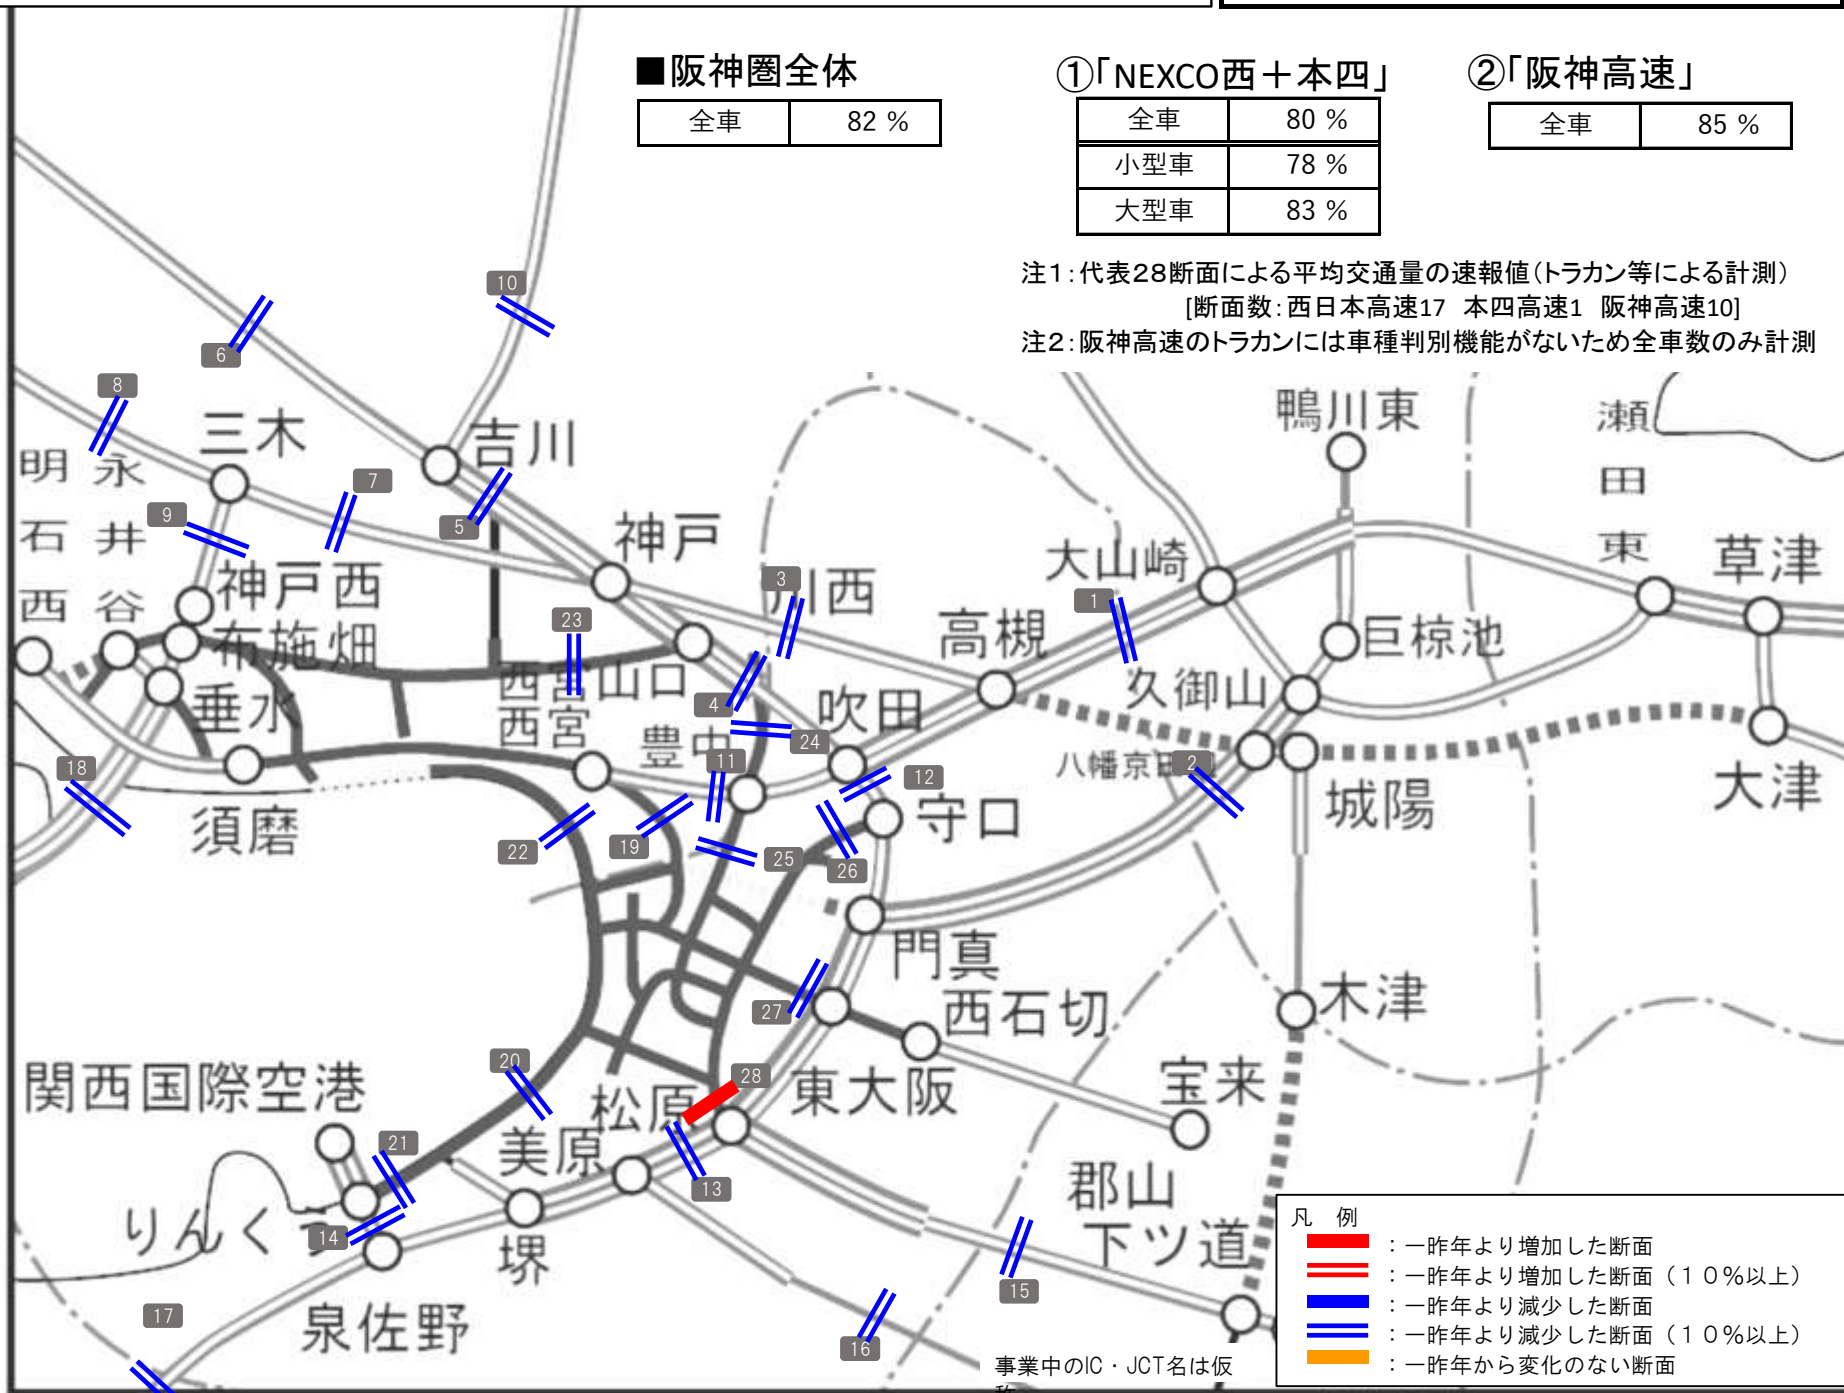 ■阪神圏全体
全車 82 %
①「NEXCO西＋本四」
全車 80 %
小型車 78 %
大型車 83 %
②「阪神高速」
全車 85 %
注1：代表28断面による平均交通量の速報値（トラカン等による計測）
[断面数：西日本高速17 本四高速1 阪神高速10]
注2：阪神高速のトラカンには車種判別機能がないため全車数のみ計測
10
6
8
三木
吉川
鴨川東
瀬田東
明石西
永井谷
7
9
5
神戸
大山崎
草津
神戸西
3
川西
1
高槻
23
布施畑
巨椋池
西宮山口
久御山
垂水
4
吹田
西宮
豊中
24
11
八幡京田
2
18
12
大津
須磨
守口
城陽
22
19
25
26
門真
27
西石切
木津
20
関西国際空港
松原
28
東大阪
宝来
21
美原
13
郡山
下ツ道
りんくう
14
堺
15
17
泉佐野
16
事業中のIC・JCT名は仮
称
凡 例
：一昨年より増加した断面
：一昨年より増加した断面（１０％以上）
：一昨年より減少した断面
：一昨年より減少した断面（１０％以上）
：一昨年から変化のない断面